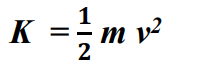 K = 1/2 m v²